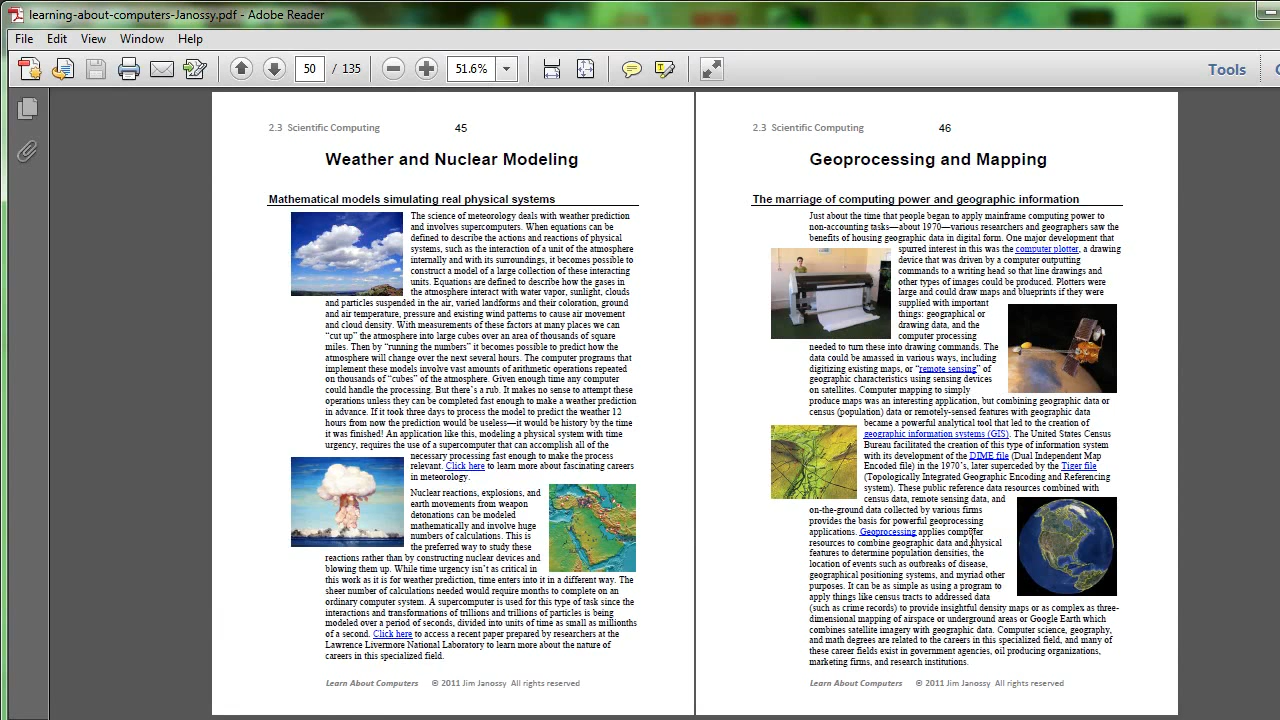 learning-about-computers-Janossy.pdf - Adobe Reader
File Edit View Window Help
50 / 135 51.6% Tools
2.3 Scientific Computing 45
Weather and Nuclear Modeling
Mathematical models simulating real physical systems
The science of meteorology deals with weather prediction
and involves supercomputers. When equations can be
defined to describe the actions and reactions of physical
systems, such as the interaction of a unit of the atmosphere
internally and with its surroundings, it becomes possible to
construct a model of a large collection of these interacting
units. Equations are defined to describe how the gases in
the atmosphere interact with water vapor, sunlight, clouds
and particles suspended in the air, varied landforms and their coloration, ground
and air temperature, pressure and existing wind patterns to cause air movement
and cloud density. With measurements of these factors at many places we can
“cut up” the atmosphere into large cubes over an area of thousands of square
miles. Then by “running the numbers” it becomes possible to predict how the
atmosphere will change over the next several hours. The computer programs that
implement these models involve vast amounts of arithmetic operations repeated
on thousands of “cubes” of the atmosphere. Given enough time any computer
could handle the processing. But there’s a rub. It makes no sense to attempt these
operations unless they can be completed fast enough to make a weather prediction
in advance. If it took three days to process the model to predict the weather 12
hours from now the prediction would be useless—it would be history by the time
it was finished! An application like this, modeling a physical system with time
urgency, requires the use of a supercomputer that can accomplish all of the
necessary processing fast enough to make the process
relevant. Click here to learn more about fascinating careers
in meteorology.
Nuclear reactions, explosions, and
earth movements from weapon
detonations can be modeled
mathematically and involve huge
numbers of calculations. This is
the preferred way to study these
reactions rather than by constructing nuclear devices and
blowing them up. While time urgency isn’t as critical in
this work as it is for weather prediction, time enters into it in a different way. The
sheer number of calculations needed would require months to complete on an
ordinary computer system. A supercomputer is used for this type of task since the
interactions and transformations of trillions and trillions of particles is being
modeled over a period of seconds, divided into units of time as small as millionths
of a second. Click here to access a recent paper prepared by researchers at the
Lawrence Livermore National Laboratory to learn more about the nature of
careers in this specialized field.
Learn About Computers © 2011 Jim Janossy All rights reserved
2.3 Scientific Computing 46
Geoprocessing and Mapping
The marriage of computing power and geographic information
Just about the time that people began to apply mainframe computing power to
non-accounting tasks—about 1970—various researchers and geographers saw the
benefits of housing geographic data in digital form. One major development that
spurred interest in this was the computer plotter, a drawing
device that was driven by a computer outputting
commands to a writing head so that line drawings and
other types of images could be produced. Plotters were
large and could draw maps and blueprints if they were
supplied with important
things: geographical or
drawing data, and the
computer processing
needed to turn these into drawing commands. The
data could be amassed in various ways, including
digitizing existing maps, or “remote sensing” of
geographic characteristics using sensing devices
on satellites. Computer mapping to simply
produce maps was an interesting application, but combining geographic data or
census (population) data or remotely-sensed features with geographic data
became a powerful analytical tool that led to the creation of
geographic information systems (GIS). The United States Census
Bureau facilitated the creation of this type of information system
with its development of the DIME file (Dual Independent Map
Encoded file) in the 1970’s, later superceded by the Tiger file
(Topologically Integrated Geographic Encoding and Referencing
system). These public reference data resources combined with
census data, remote sensing data, and
on-the-ground data collected by various firms
provides the basis for powerful geoprocessing
applications. Geoprocessing applies computer
resources to combine geographic data and physical
features to determine population densities, the
location of events such as outbreaks of disease,
geographical positioning systems, and myriad other
purposes. It can be as simple as using a program to
apply things like census tracts to addressed data
(such as crime records) to provide insightful density maps or as complex as three-
dimensional mapping of airspace or underground areas or Google Earth which
combines satellite imagery with geographic data. Computer science, geography,
and math degrees are related to the careers in this specialized field, and many of
these career fields exist in government agencies, oil producing organizations,
marketing firms, and research institutions.
Learn About Computers © 2011 Jim Janossy All rights reserved